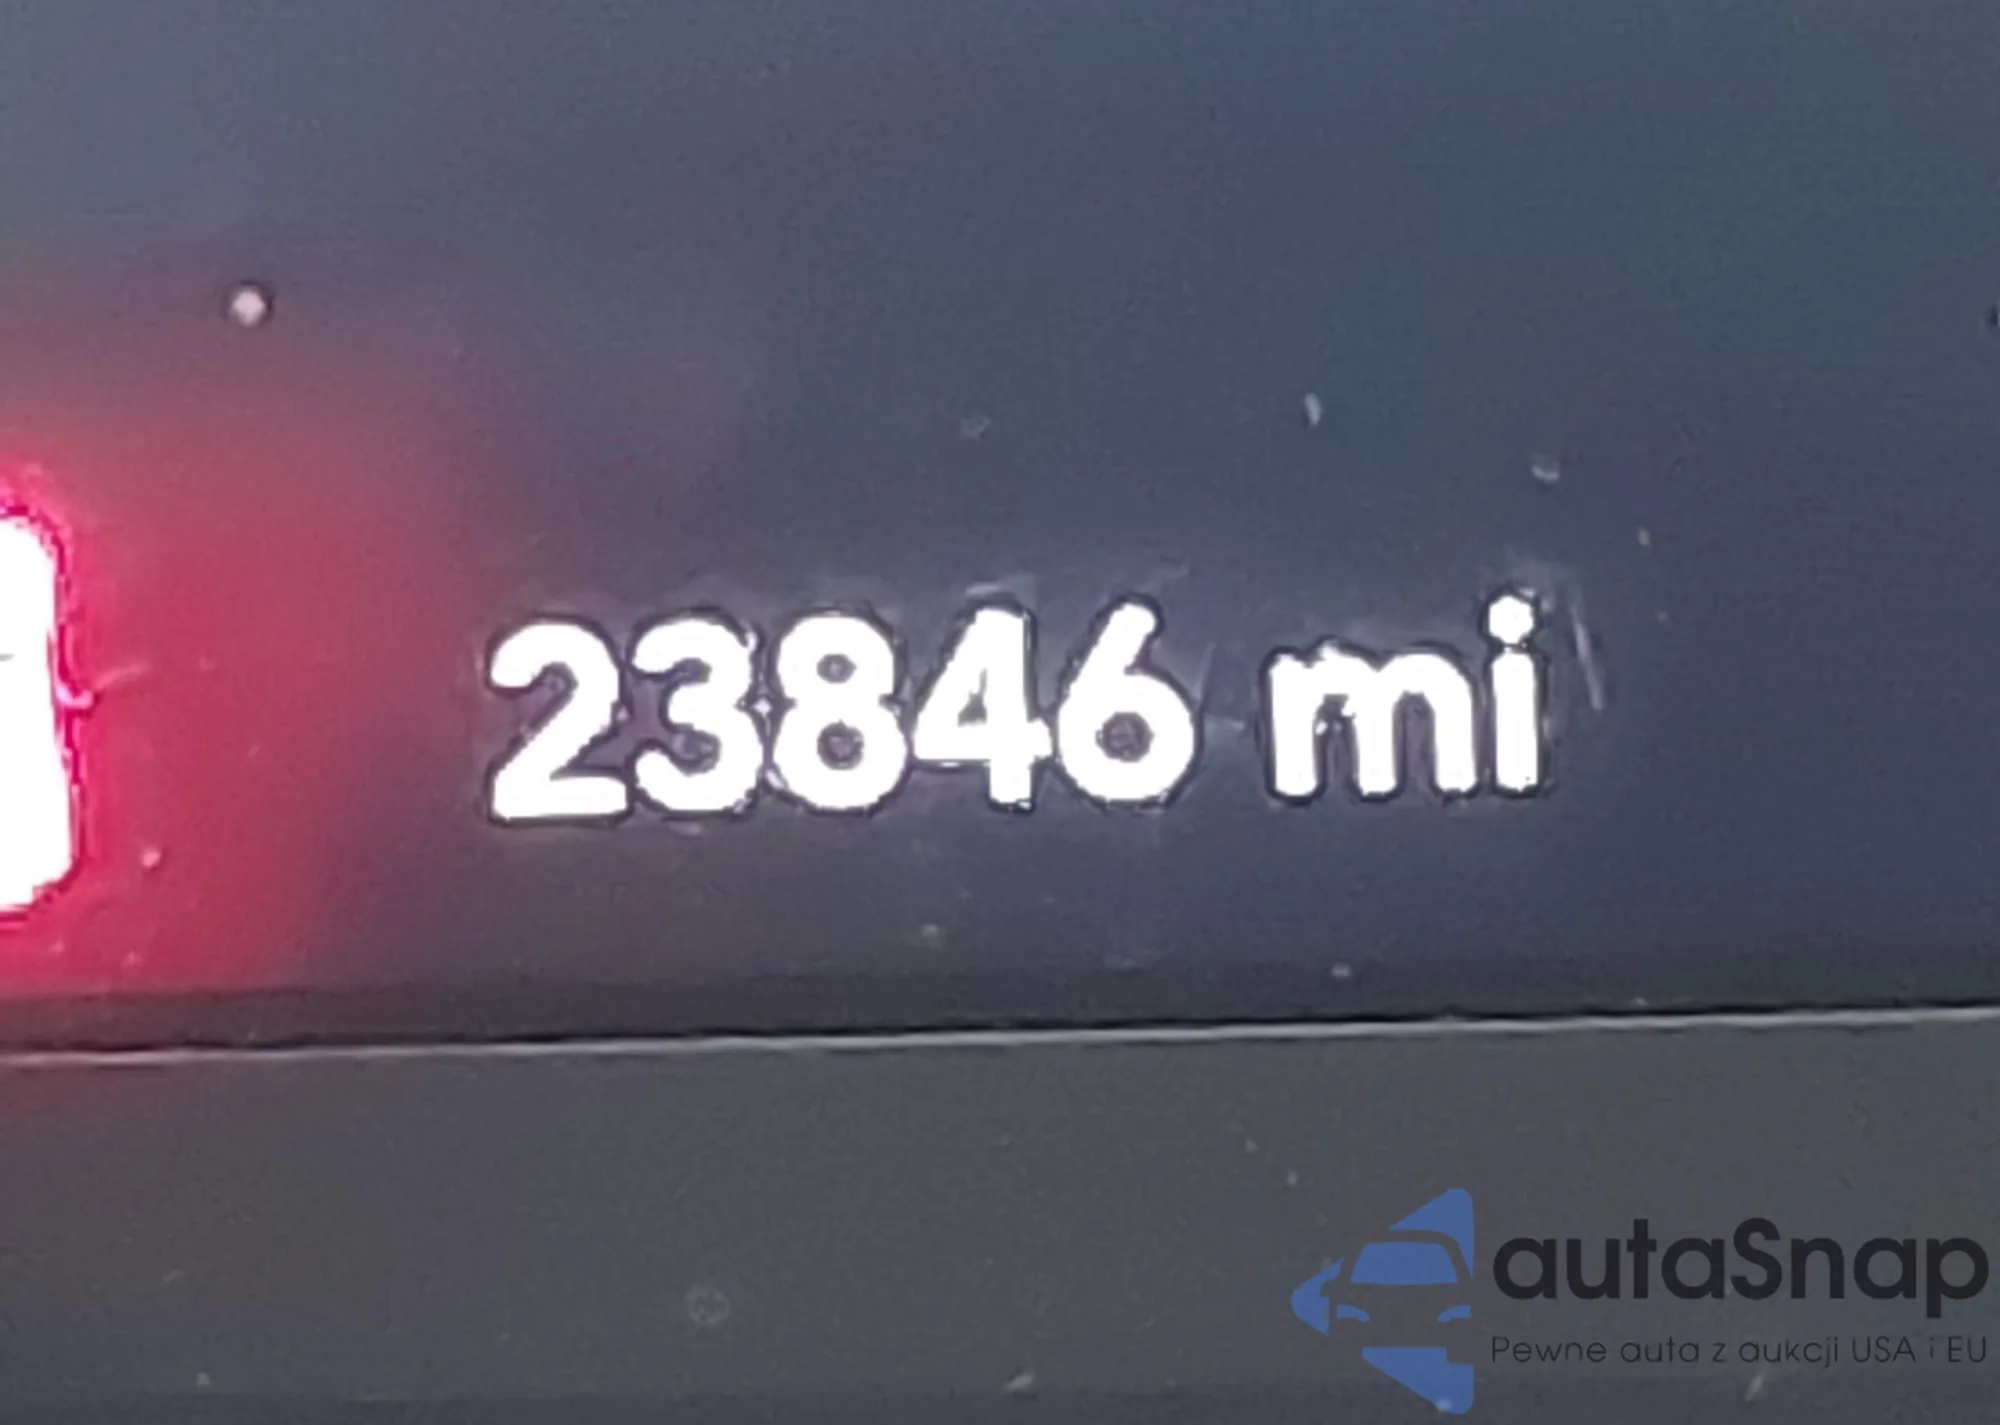 23846 mi
autaSnap
Pewne auta z aukcji USA i EU